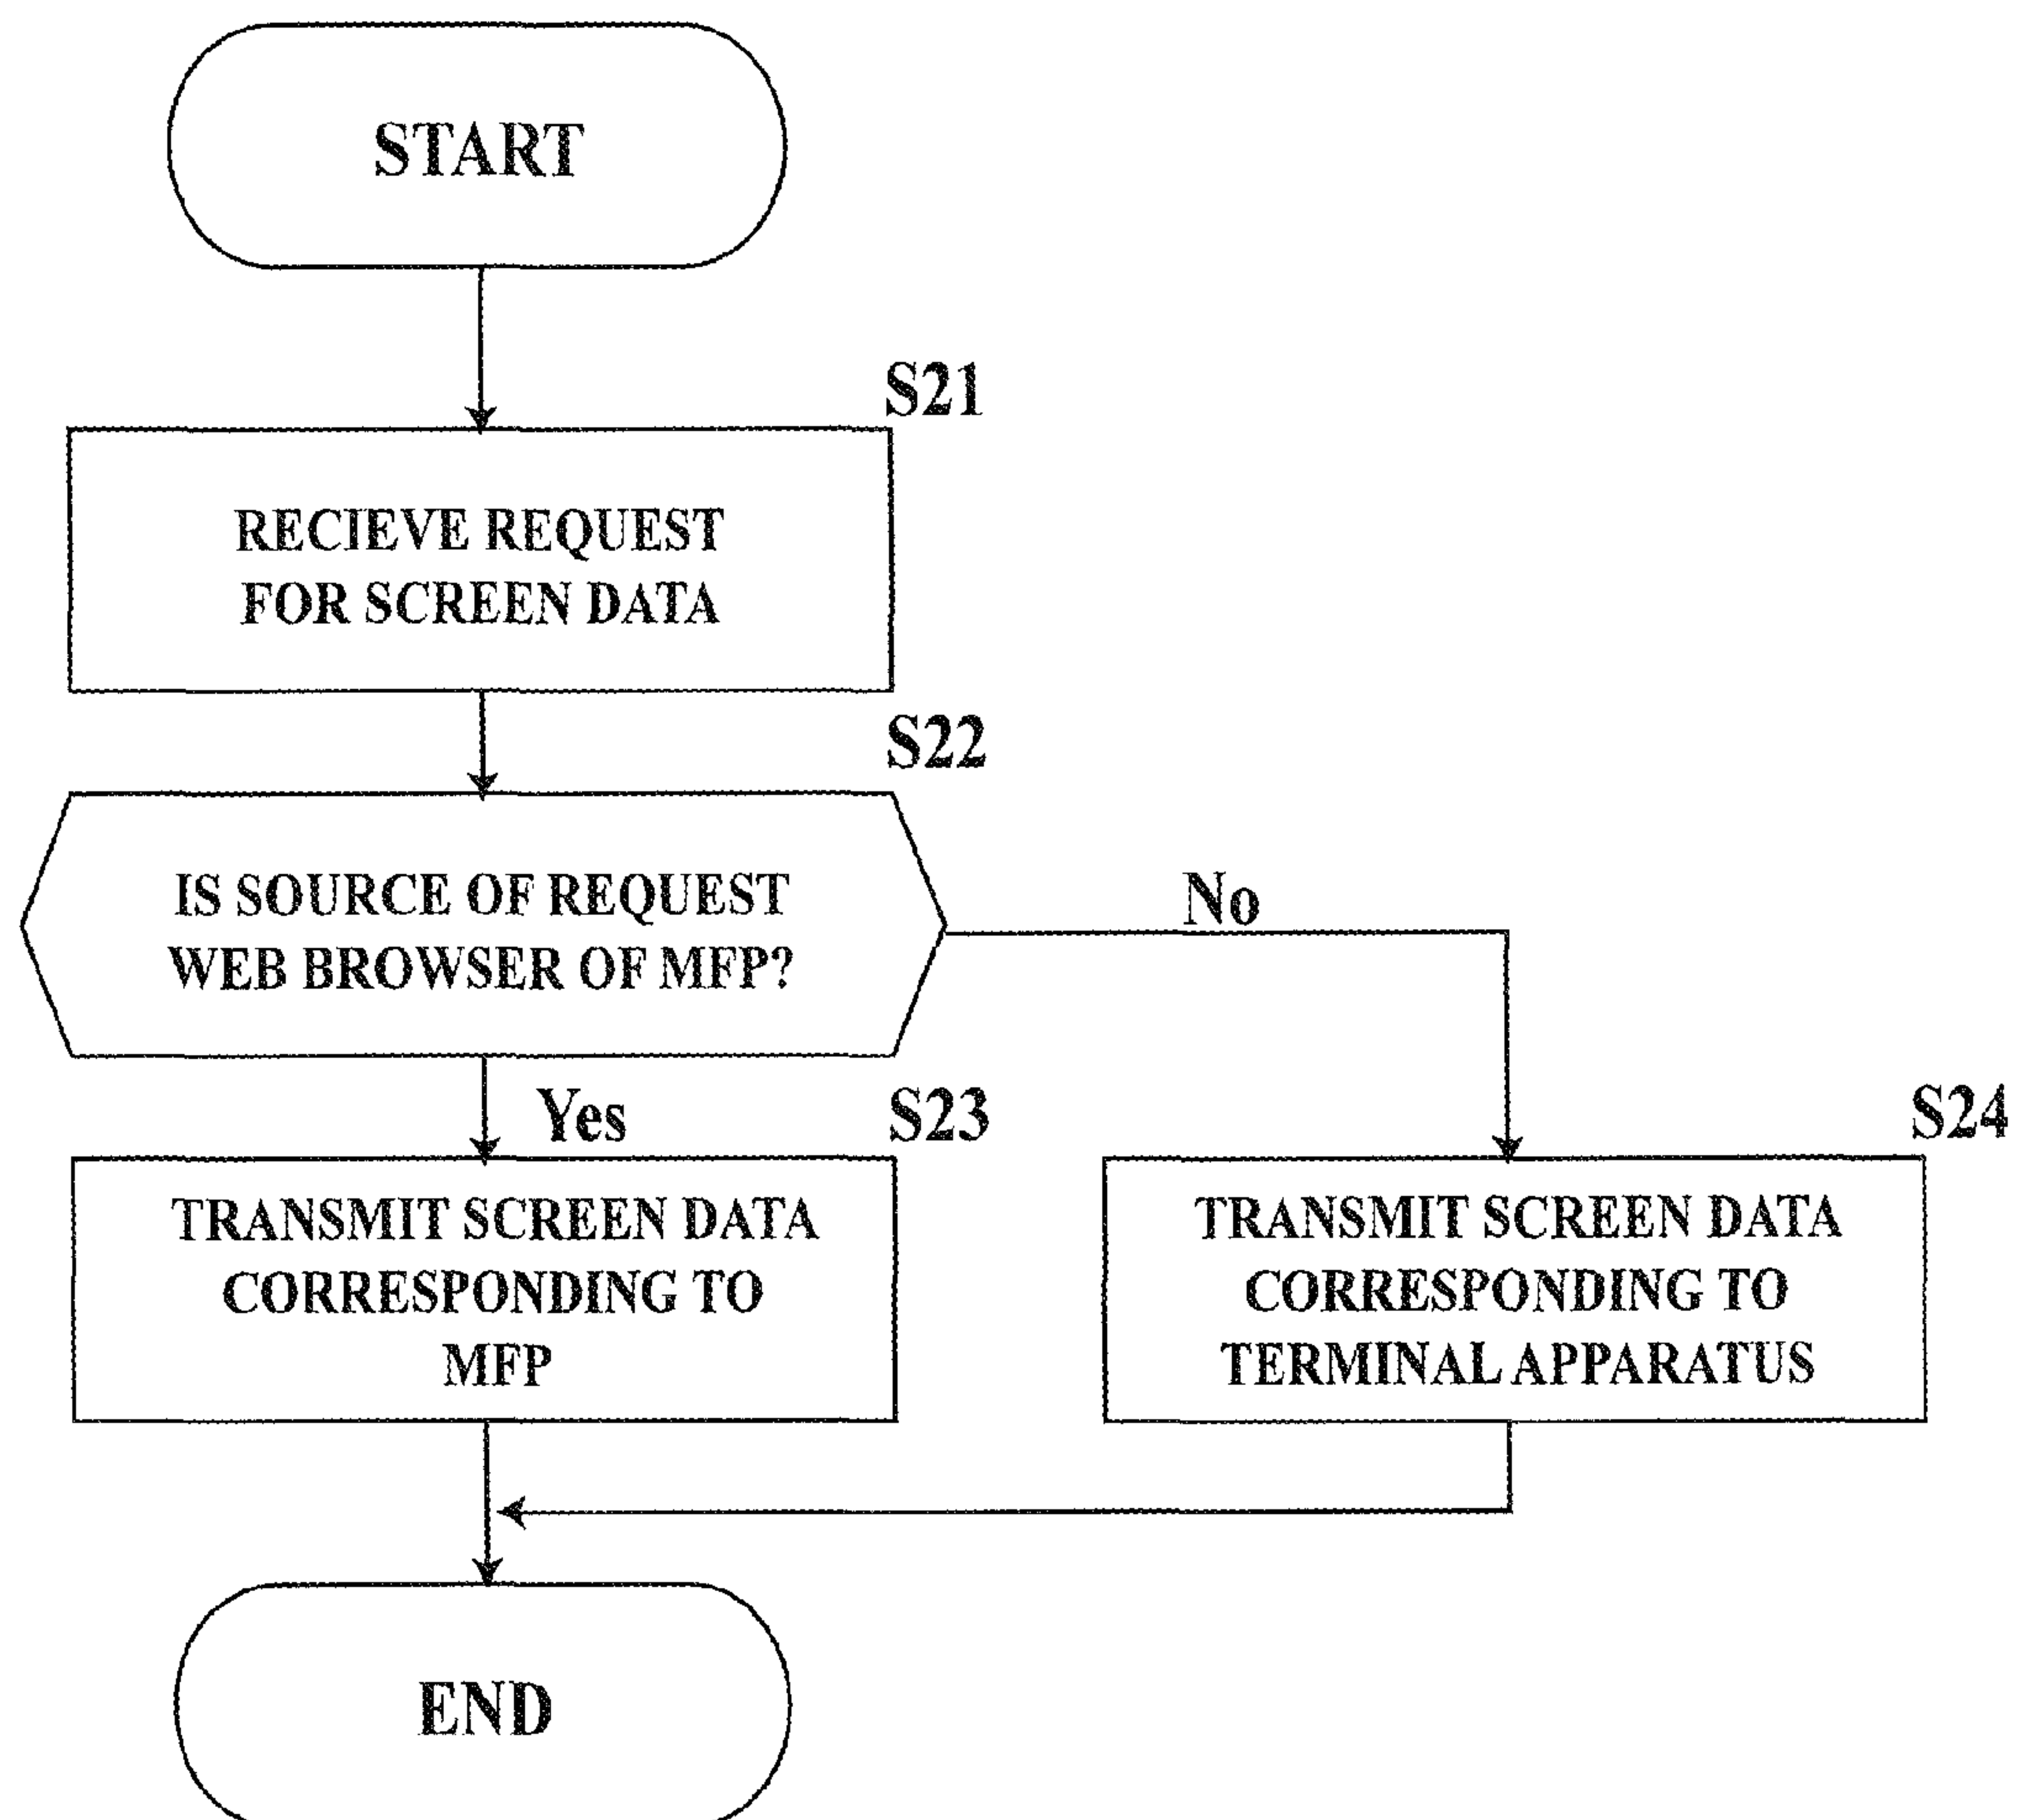 START
S21
RECIEVE REQUEST
FOR SCREEN DATA
S22
IS SOURCE OF REQUEST
WEB BROWSER OF MFP?
No
Yes
S23
S24
TRANSMIT SCREEN DATA
CORRESPONDING TO
MFP
TRANSMIT SCREEN DATA
CORRESPONDING TO
TERMINAL APPARATUS
END